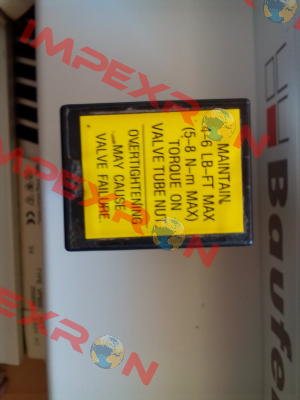 MAINTAIN
4-6 LB-FT MAX
(5-8 N-m MAX)
TORQUE ON
VALVE TUBE NUT
OVERTIGHTENING
MAY CAUSE
VALVE FAILURE.
Baufe
IMPEXRON
IMPEXRON
IMPEXRON